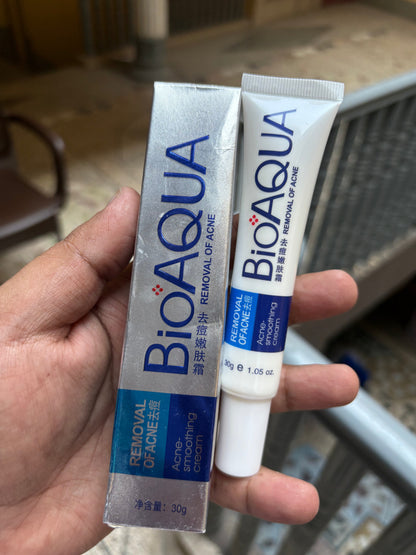 BIOAQUA
REMOVAL OF ACNE
去痘嫩肤霜
REMOVAL
OFACNE去痘
Acne-
smoothing
cream
净含量：30g
BIOAQUA
REMOVAL OF ACNE
去痘嫩肤霜
REMOVAL
OFACNE去痘
Acne-
smoothing
cream
30g e 1.05 oz.